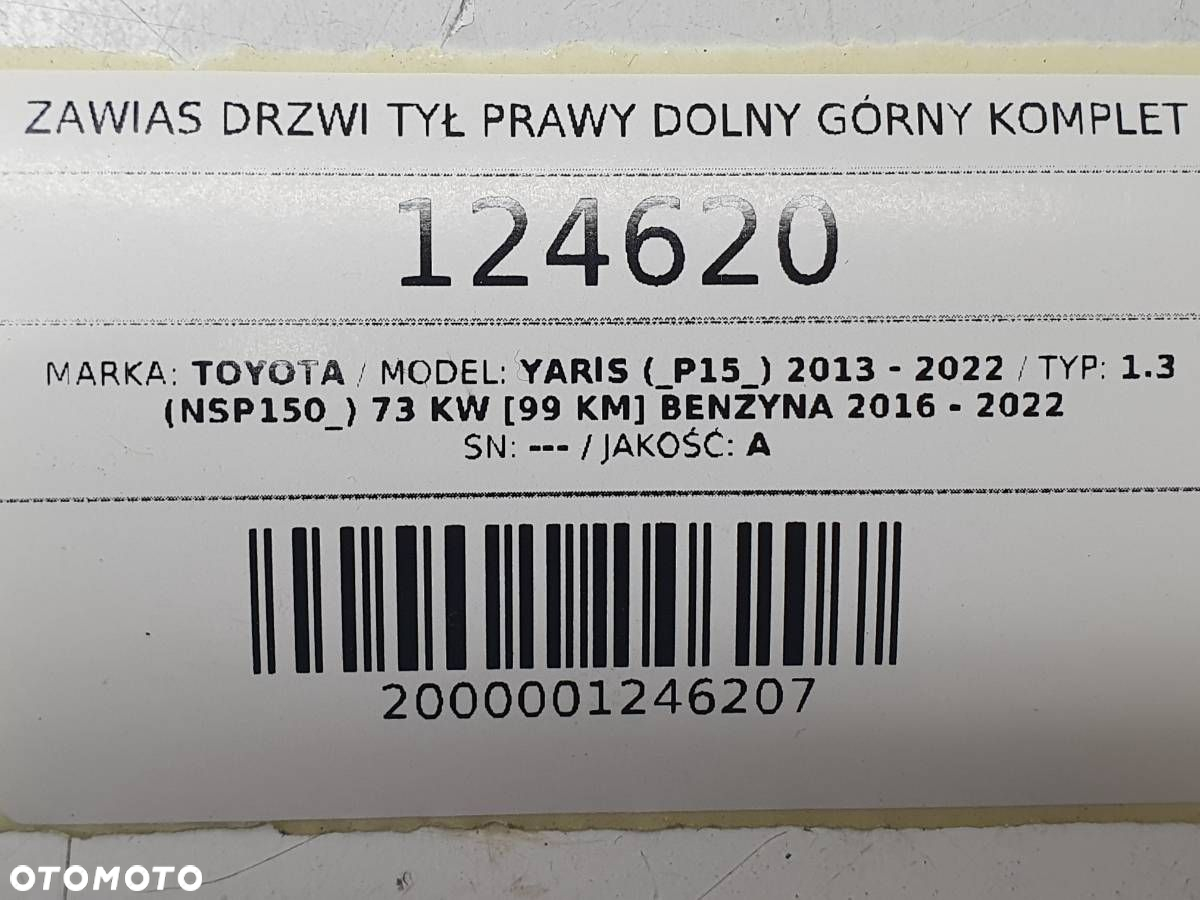 ZAWIAS DRZWI TYŁ PRAWY DOLNY GÓRNY KOMPLET
124620
MARKA: TOYOTA / MODEL: YARIS (_P15_) 2013 - 2022 / TYP: 1.3
(NSP150_) 73 KW [99 KM] BENZYNA 2016 - 2022
SN: --- / JAKOŚĆ: A
2000001246207
OTOMOTO